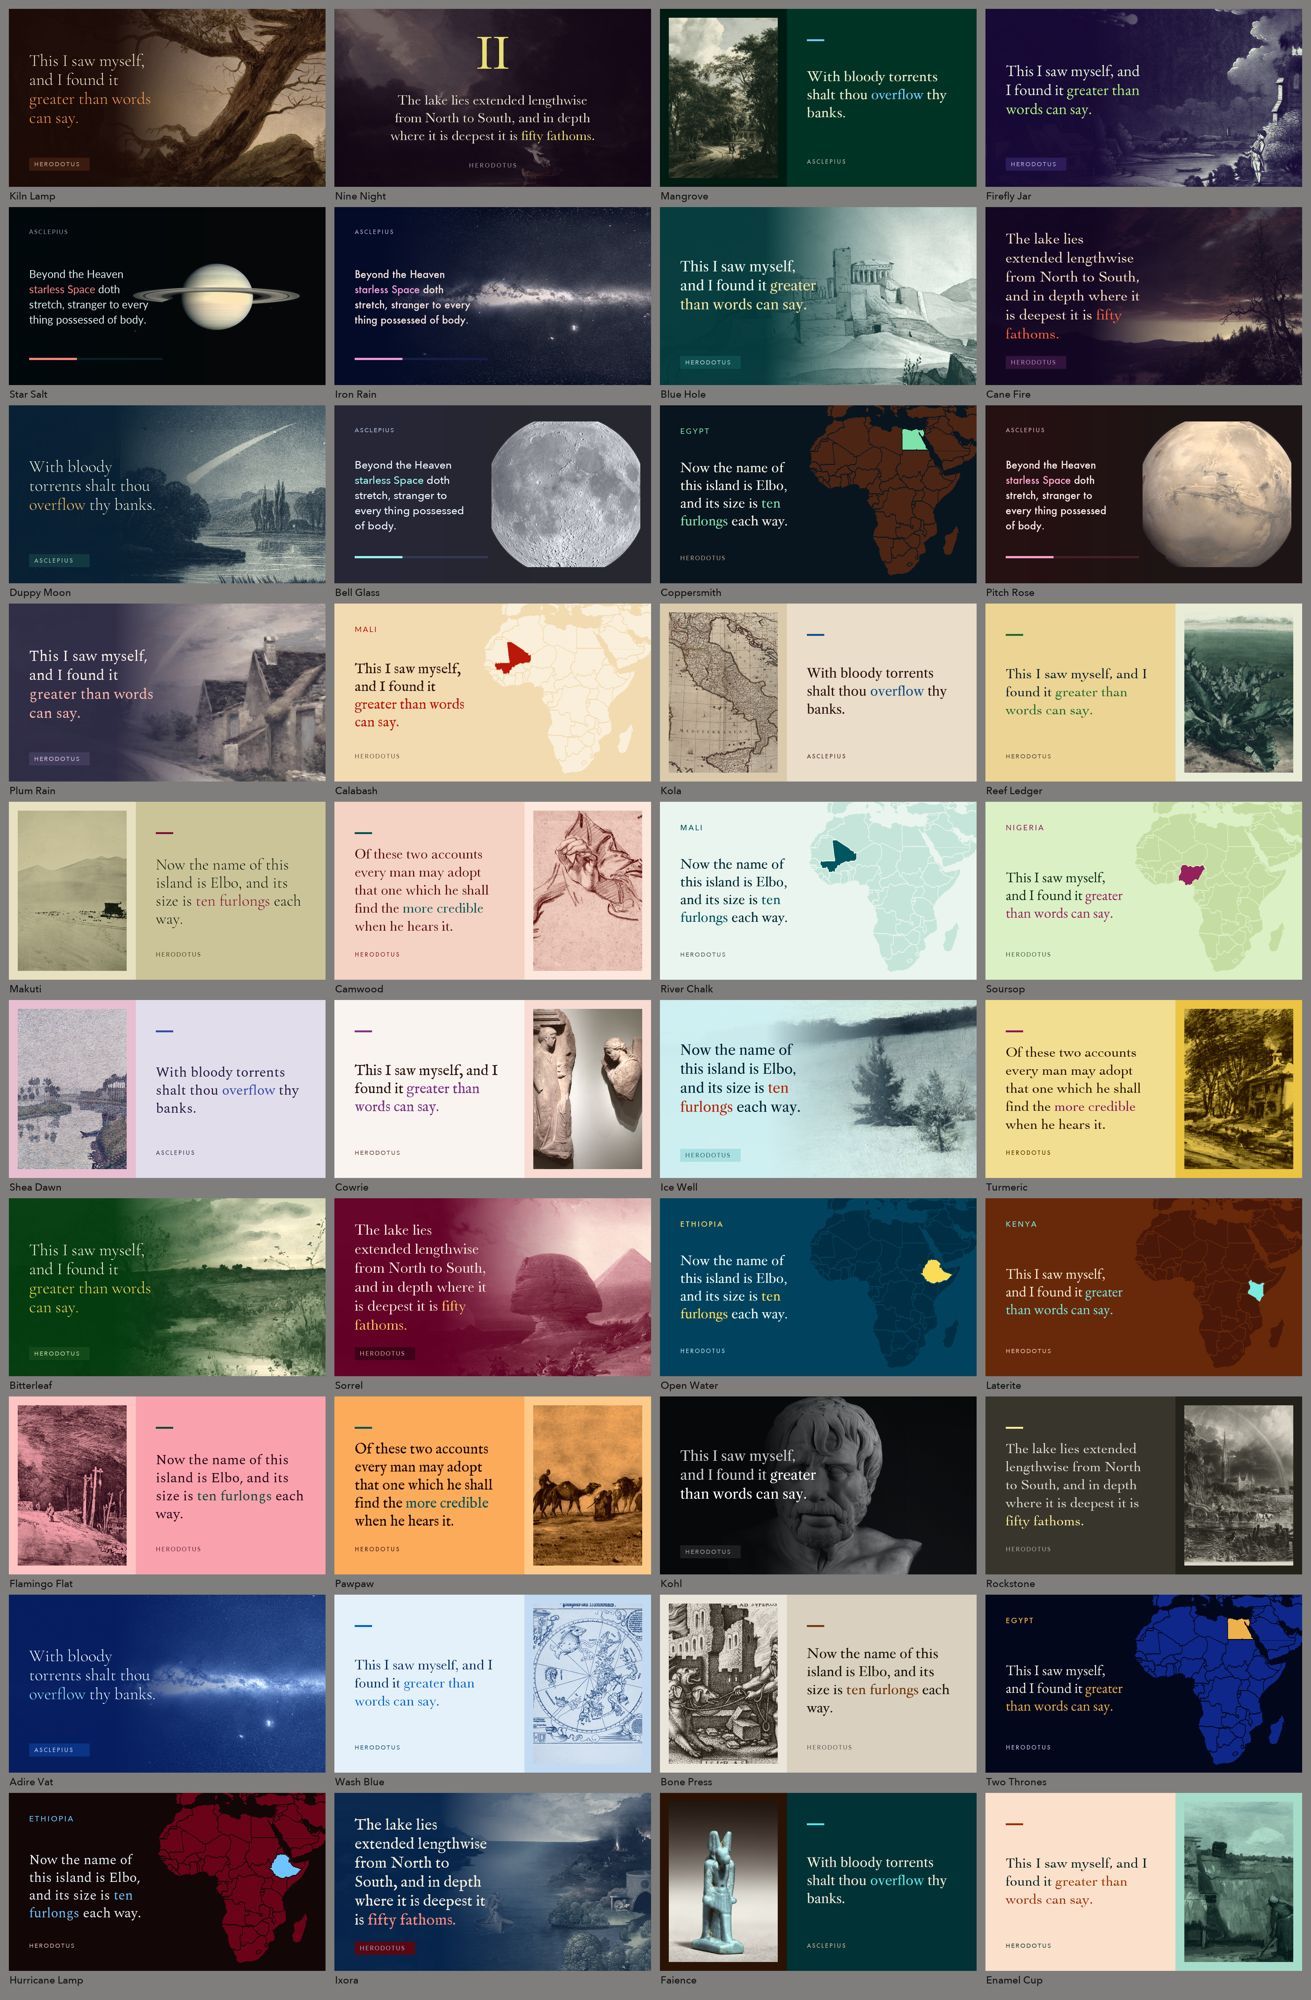 This I saw myself,
and I found it
greater than words
can say.
HERODOTUS
Kiln Lamp
II
The lake lies extended lengthwise
from North to South, and in depth
where it is deepest it is fifty fathoms.
HERODOTUS
Nine Night
With bloody torrents
shalt thou overflow thy
banks.
ASCLEPIUS
Mangrove
This I saw myself, and
I found it greater than
words can say.
HERODOTUS
Firefly Jar
ASCLEPIUS
Beyond the Heaven
starless Space doth
stretch, stranger to every
thing possessed of body.
Star Salt
ASCLEPIUS
Beyond the Heaven
starless Space doth
stretch, stranger to every
thing possessed of body.
Iron Rain
This I saw myself,
and I found it greater
than words can say.
HERODOTUS
Blue Hole
The lake lies
extended lengthwise
from North to South,
and in depth where it
is deepest it is fifty
fathoms.
HERODOTUS
Cane Fire
With bloody
torrents shalt thou
overflow thy banks.
ASCLEPIUS
Duppy Moon
ASCLEPIUS
Beyond the Heaven
starless Space doth
stretch, stranger to
every thing possessed
of body.
Bell Glass
EGYPT
Now the name of
this island is Elbo,
and its size is ten
furlongs each way.
HERODOTUS
Coppersmith
ASCLEPIUS
Beyond the Heaven
starless Space doth
stretch, stranger to
every thing possessed
of body.
Pitch Rose
This I saw myself,
and I found it
greater than words
can say.
HERODOTUS
Plum Rain
MALI
This I saw myself,
and I found it
greater than words
can say.
HERODOTUS
Calabash
With bloody torrents
shalt thou overflow thy
banks.
ASCLEPIUS
Kola
This I saw myself, and I
found it greater than
words can say.
HERODOTUS
Reef Ledger
Now the name of this
island is Elbo, and its
size is ten furlongs each
way.
HERODOTUS
Makuti
Of these two accounts
every man may adopt
that one which he shall
find the more credible
when he hears it.
HERODOTUS
Camwood
MALI
Now the name of
this island is Elbo,
and its size is ten
furlongs each way.
HERODOTUS
River Chalk
NIGERIA
This I saw myself,
and I found it greater
than words can say.
HERODOTUS
Soursop
With bloody torrents
shalt thou overflow thy
banks.
ASCLEPIUS
Shea Dawn
This I saw myself, and I
found it greater than
words can say.
HERODOTUS
Cowrie
Now the name of
this island is Elbo,
and its size is ten
furlongs each way.
HERODOTUS
Ice Well
Of these two accounts
every man may adopt
that one which he shall
find the more credible
when he hears it.
HERODOTUS
Turmeric
This I saw myself,
and I found it
greater than words
can say.
HERODOTUS
Bitterleaf
The lake lies
extended lengthwise
from North to South,
and in depth where it
is deepest it is fifty
fathoms.
HERODOTUS
Sorrel
ETHIOPIA
Now the name of
this island is Elbo,
and its size is ten
furlongs each way.
HERODOTUS
Open Water
KENYA
This I saw myself,
and I found it greater
than words can say.
HERODOTUS
Laterite
Now the name of this
island is Elbo, and its
size is ten furlongs each
way.
HERODOTUS
Flamingo Flat
Of these two accounts
every man may adopt
that one which he shall
find the more credible
when he hears it.
HERODOTUS
Pawpaw
This I saw myself,
and I found it greater
than words can say.
HERODOTUS
Kohl
The lake lies extended
lengthwise from North
to South, and in depth
where it is deepest it is
fifty fathoms.
HERODOTUS
Rockstone
With bloody
torrents shalt thou
overflow thy banks.
ASCLEPIUS
Adire Vat
This I saw myself, and I
found it greater than
words can say.
HERODOTUS
Wash Blue
Now the name of this
island is Elbo, and its
size is ten furlongs each
way.
HERODOTUS
Bone Press
EGYPT
This I saw myself,
and I found it greater
than words can say.
HERODOTUS
Two Thrones
ETHIOPIA
Now the name of
this island is Elbo,
and its size is ten
furlongs each way.
HERODOTUS
Hurricane Lamp
The lake lies
extended lengthwise
from North to
South, and in depth
where it is deepest it
is fifty fathoms.
HERODOTUS
Ixora
With bloody torrents
shalt thou overflow thy
banks.
ASCLEPIUS
Faience
This I saw myself, and I
found it greater than
words can say.
HERODOTUS
Enamel Cup